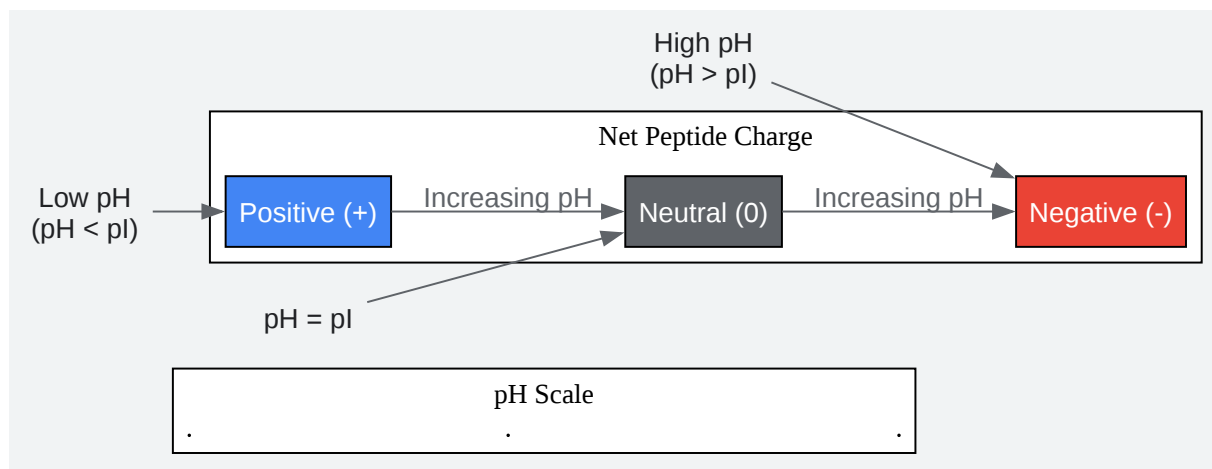 High pH
(pH > pI)
Net Peptide Charge
Low pH
(pH < pI)
Positive (+)
Increasing pH
Neutral (0)
Increasing pH
Negative (-)
pH = pI
pH Scale
. . .